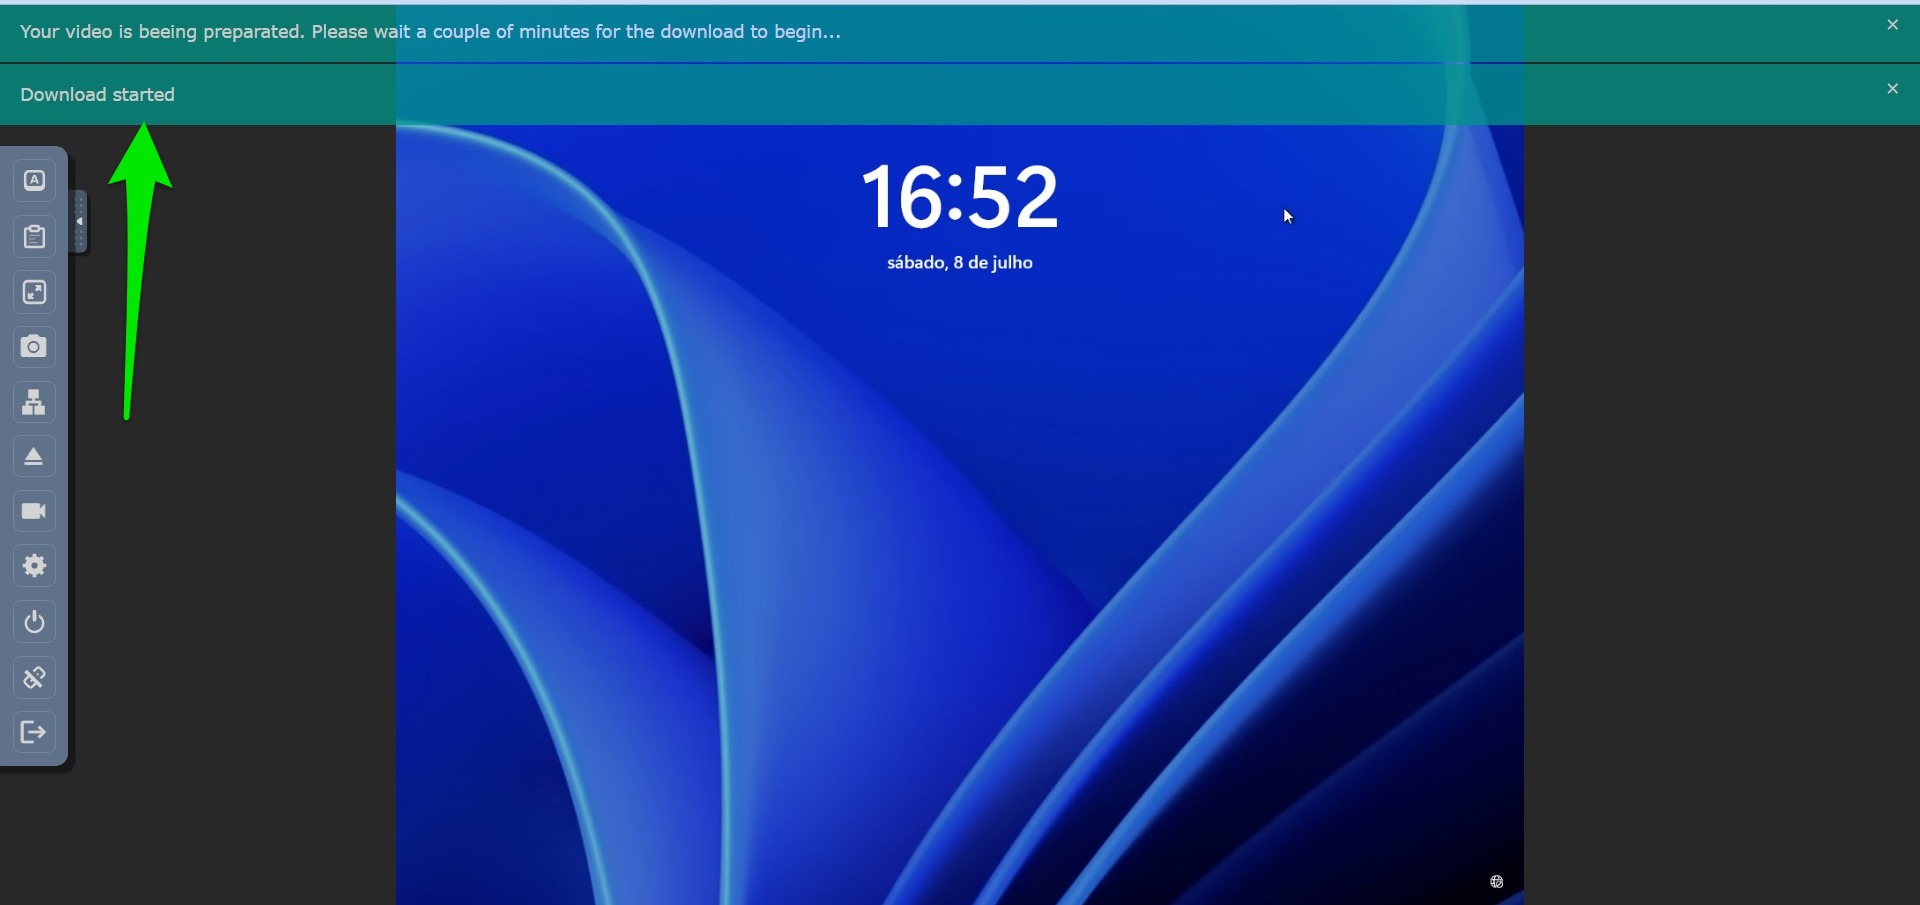 Your video is beeing preparated. Please wait a couple of minutes for the download to begin...
Download started
A
16:52
sábado, 8 de julho